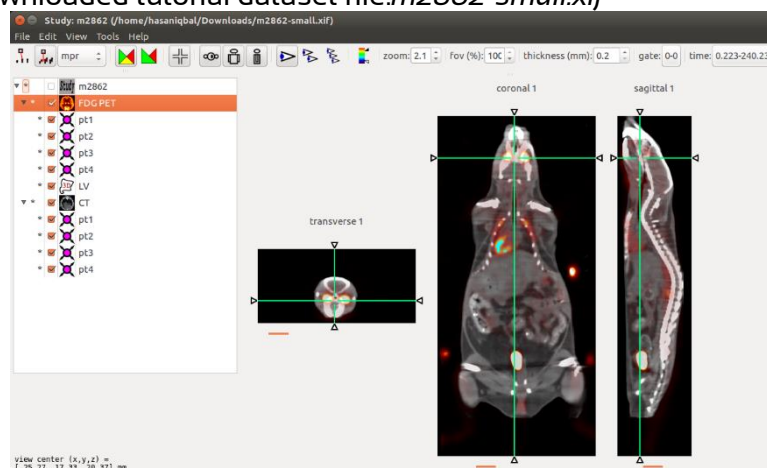 wnloaded tutorial dataset file:m2862-small.xif
Study: m2862 (/home/hasaniqbal/Downloads/m2862-small.xif)
File Edit View Tools Help
mpr zoom: 2.1 fov (%): 10C thickness (mm): 0.2 gate: 0-0 time: 0.223-240.23
m2862
FDG PET
pt1
pt2
pt3
pt4
LV
CT
pt1
pt2
pt3
pt4
transverse 1
coronal 1
sagittal 1
view center (x,y,z) =